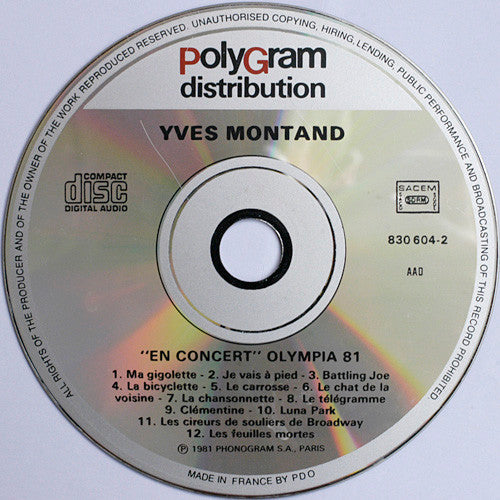 ALL RIGHTS OF THE PRODUCER AND OF THE OWNER OF THE WORK REPRODUCED RESERVED. UNAUTHORISED COPYING, HIRING, LENDING, PUBLIC PERFORMANCE AND BROADCASTING OF THIS RECORD PROHIBITED
PolyGram
distribution
YVES MONTAND
COMPACT
disc
DIGITAL AUDIO
SACEM
830 604-2
AAD
"EN CONCERT" OLYMPIA 81
1. Ma gigolette - 2. Je vais à pied - 3. Battling Joe
4. La bicyclette - 5. Le carrosse - 6. Le chat de la
voisine - 7. La chansonnette - 8. Le télégramme
9. Clémentine - 10. Luna Park
11. Les cireurs de souliers de Broadway
12. Les feuilles mortes
℗ 1981 PHONOGRAM S.A., PARIS
MADE IN FRANCE BY PDO